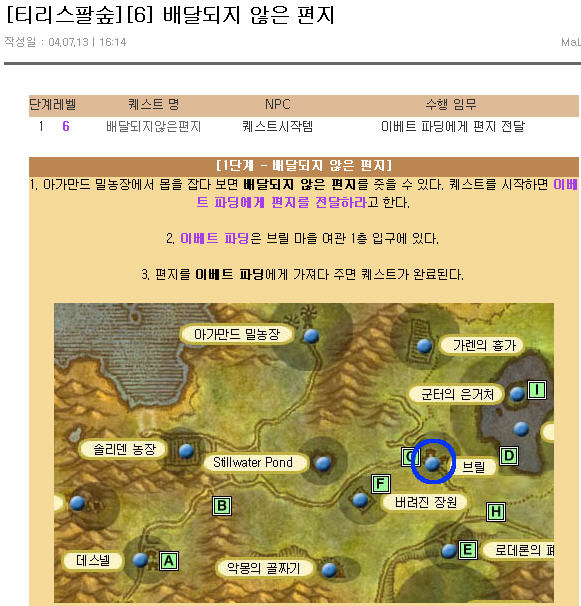 [티리스팔숲][6] 배달되지 않은 편지
작성일 : 04.07.13 | 16:14
단계레벨 퀘스트 명 NPC 수행 임무
1 6 배달되지않은편지 퀘스트시작템 이베트 파딩에게 편지 전달
[1단계 - 배달되지 않은 편지]
1. 아가만드 밀농장에서 몹을 잡다 보면 배달되지 않은 편지를 줏을 수 있다. 퀘스트를 시작하면 이베
트 파딩에게 편지를 전달하라고 한다.
2. 이베트 파딩은 브릴 마을 여관 1층 입구에 있다.
3. 편지를 이베트 파딩에게 가져다 주면 퀘스트가 완료된다.
아가만드 밀농장
가렌의 흉가
군터의 은거처
I
솔리덴 농장
Stillwater Pond
브릴
D
F
B
버려진 장원
H
데스넬
A
악몽의 골짜기
E
로데론의